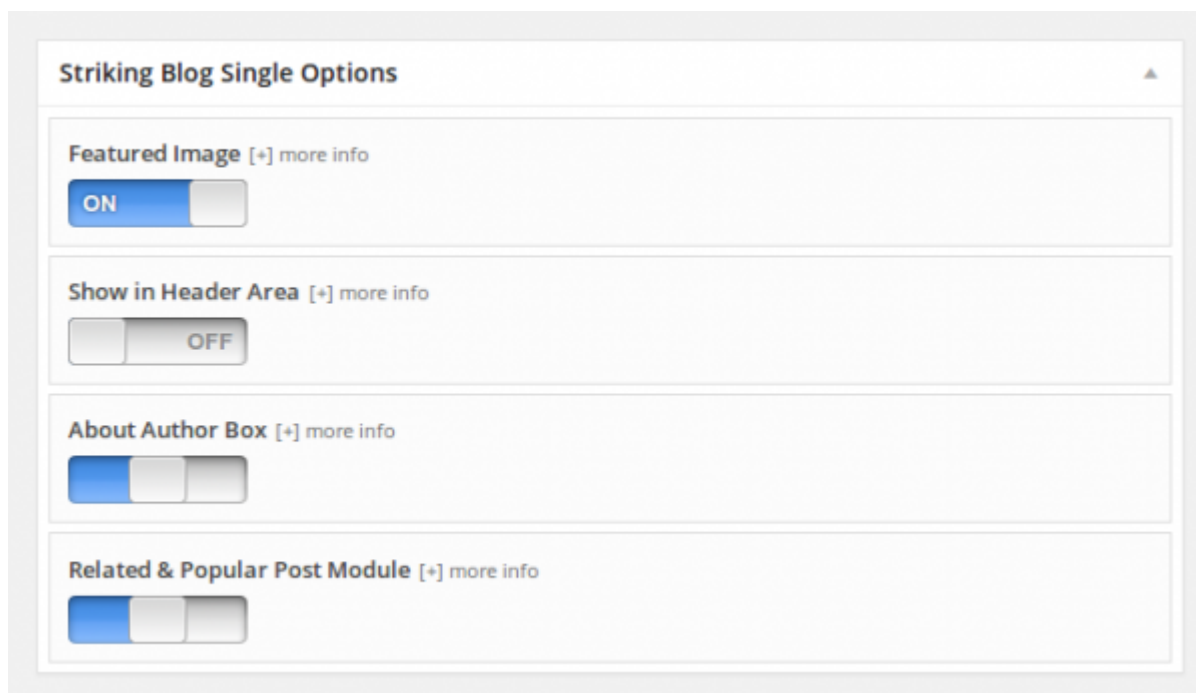 Striking Blog Single Options
Featured Image [+] more info
ON
Show in Header Area [+] more info
OFF
About Author Box [+] more info
Related & Popular Post Module [+] more info